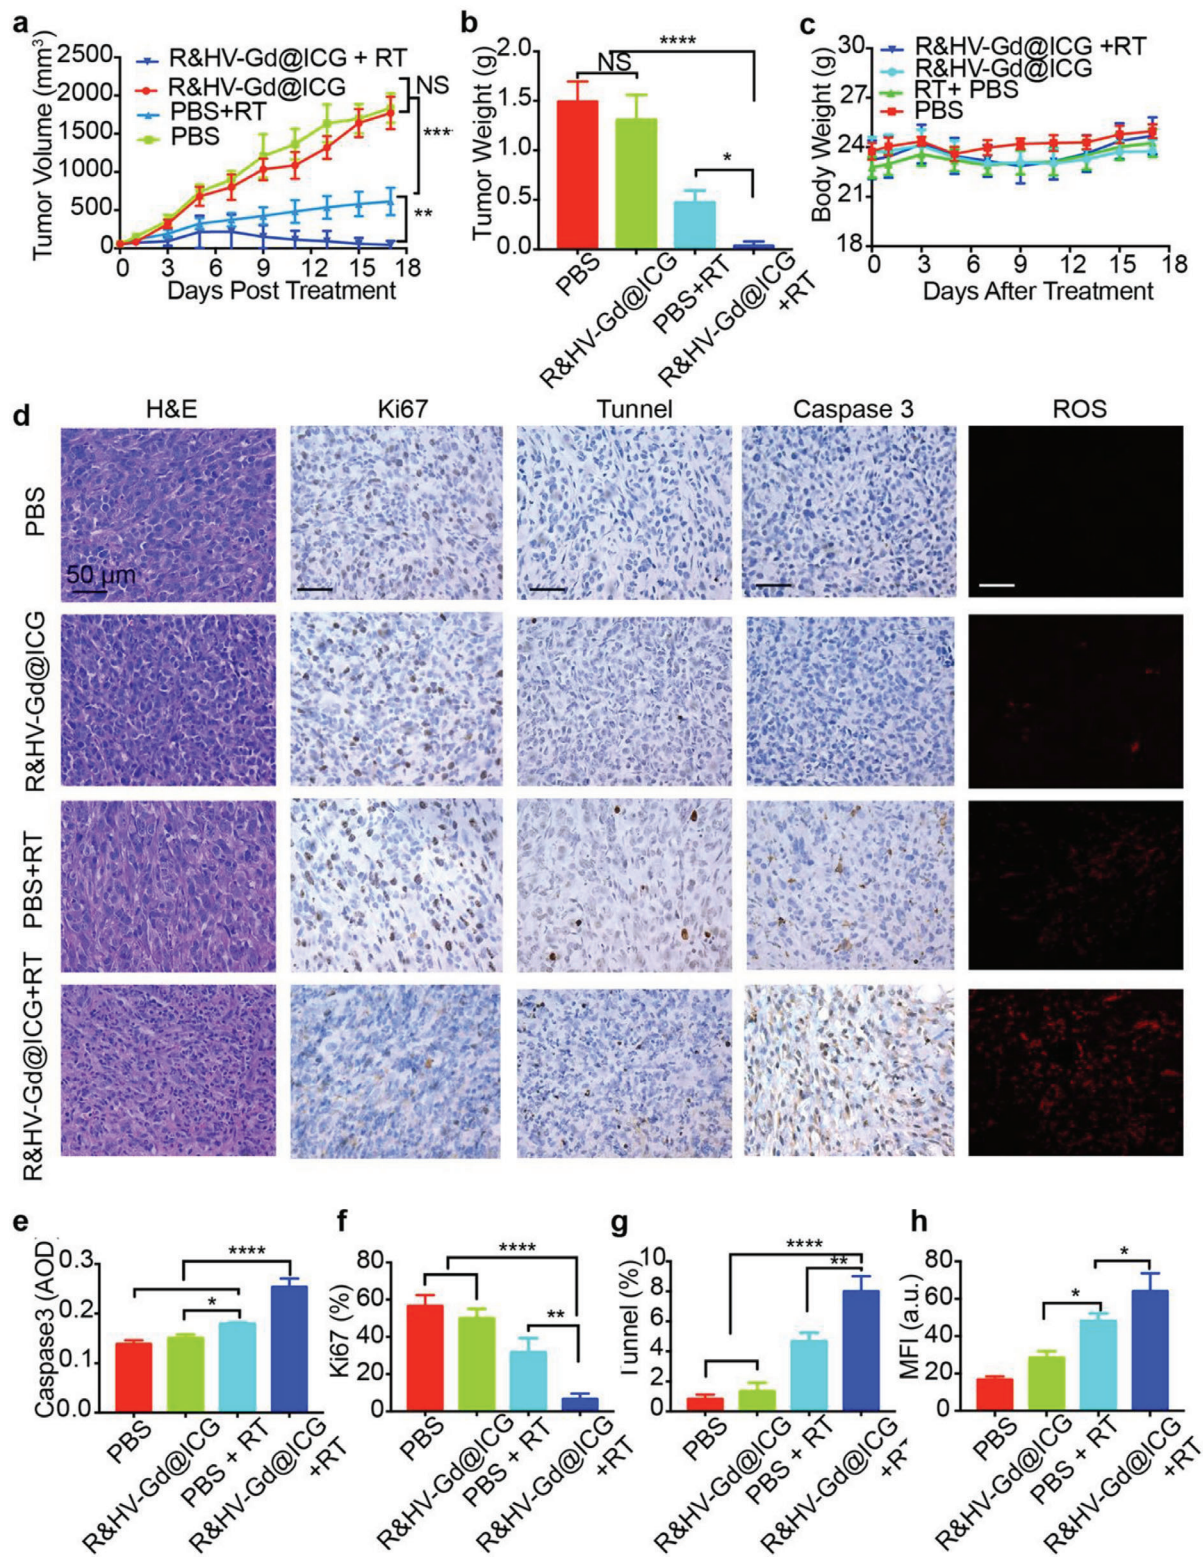 a
Tumor Volume (mm³)
2500
2000
1500
1000
500
0
0 3 6 9 12 15 18
Days Post Treatment
R&HV-Gd@ICG + RT
R&HV-Gd@ICG
PBS+RT
PBS
NS
***
**
b
Tumor Weight (g)
2.0
1.5
1.0
0.5
0.0
NS
****
*
PBS
R&HV-Gd@ICG
PBS+RT
R&HV-Gd@ICG
+RT
c
Body Weight (g)
30
27
24
21
18
0 3 6 9 12 15 18
Days After Treatment
R&HV-Gd@ICG +RT
R&HV-Gd@ICG
RT+ PBS
PBS
d
H&E Ki67 Tunnel Caspase 3 ROS
PBS
50 μm
R&HV-Gd@ICG
PBS+RT
R&HV-Gd@ICG+RT
e
Caspase3 (AOD)
0.3
0.2
0.1
0.0
****
*
PBS
R&HV-Gd@ICG
PBS + RT
R&HV-Gd@ICG
+RT
f
Ki67 (%)
80
60
40
20
0
****
**
PBS
R&HV-Gd@ICG
PBS + RT
R&HV-Gd@ICG
+RT
g
Tunnel (%)
10
8
6
4
2
0
****
**
PBS
R&HV-Gd@ICG
PBS + RT
R&HV-Gd@ICG
+RT
h
MFI (a.u.)
80
60
40
20
0
*
*
PBS
R&HV-Gd@ICG
PBS + RT
R&HV-Gd@ICG
+RT